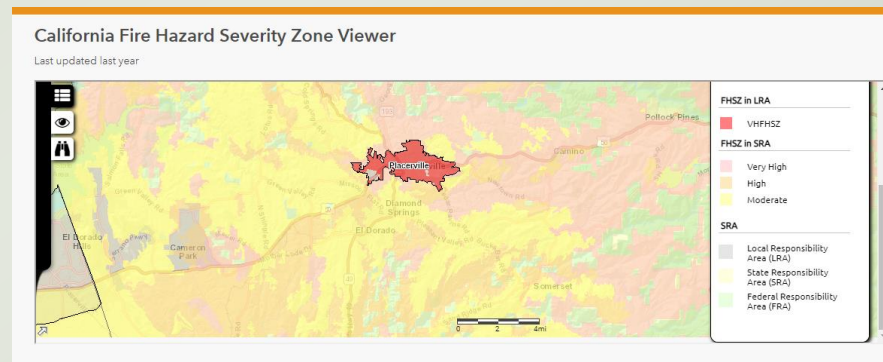 California Fire Hazard Severity Zone Viewer
Last updated last year
FHSZ in LRA
VHFHSZ
FHSZ in SRA
Very High
High
Moderate
SRA
Local Responsibility
Area (LRA)
State Responsibility
Area (SRA)
Federal Responsibility
Area (FRA)
Pollock Pines
Camino
Placerville
Diamond
Springs
El Dorado
El Dorado
Hills
Cameron
Park
Somerset
0 2 4mi